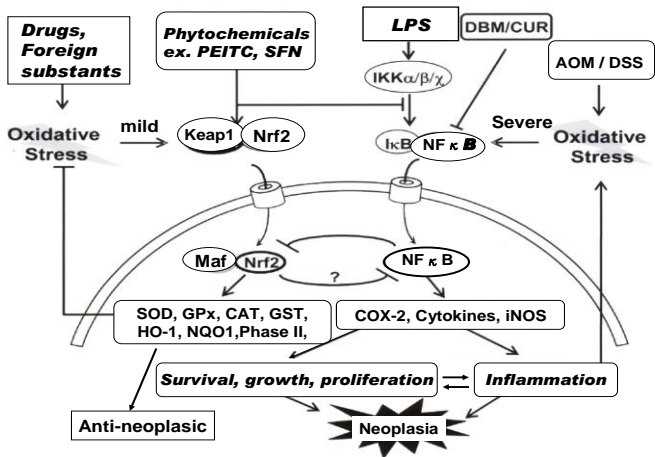 Drugs,
Foreign
substants
Phytochemicals
ex. PEITC, SFN
LPS
DBM/CUR
IKKα/β/χ
AOM / DSS
Oxidative
Stress
mild
Keap1
Nrf2
IκB
NF κ B
Severe
Oxidative
Stress
Maf
Nrf2
?
NF κ B
SOD, GPx, CAT, GST,
HO-1, NQO1,Phase II,
COX-2, Cytokines, iNOS
Survival, growth, proliferation
Inflammation
Anti-neoplasic
Neoplasia